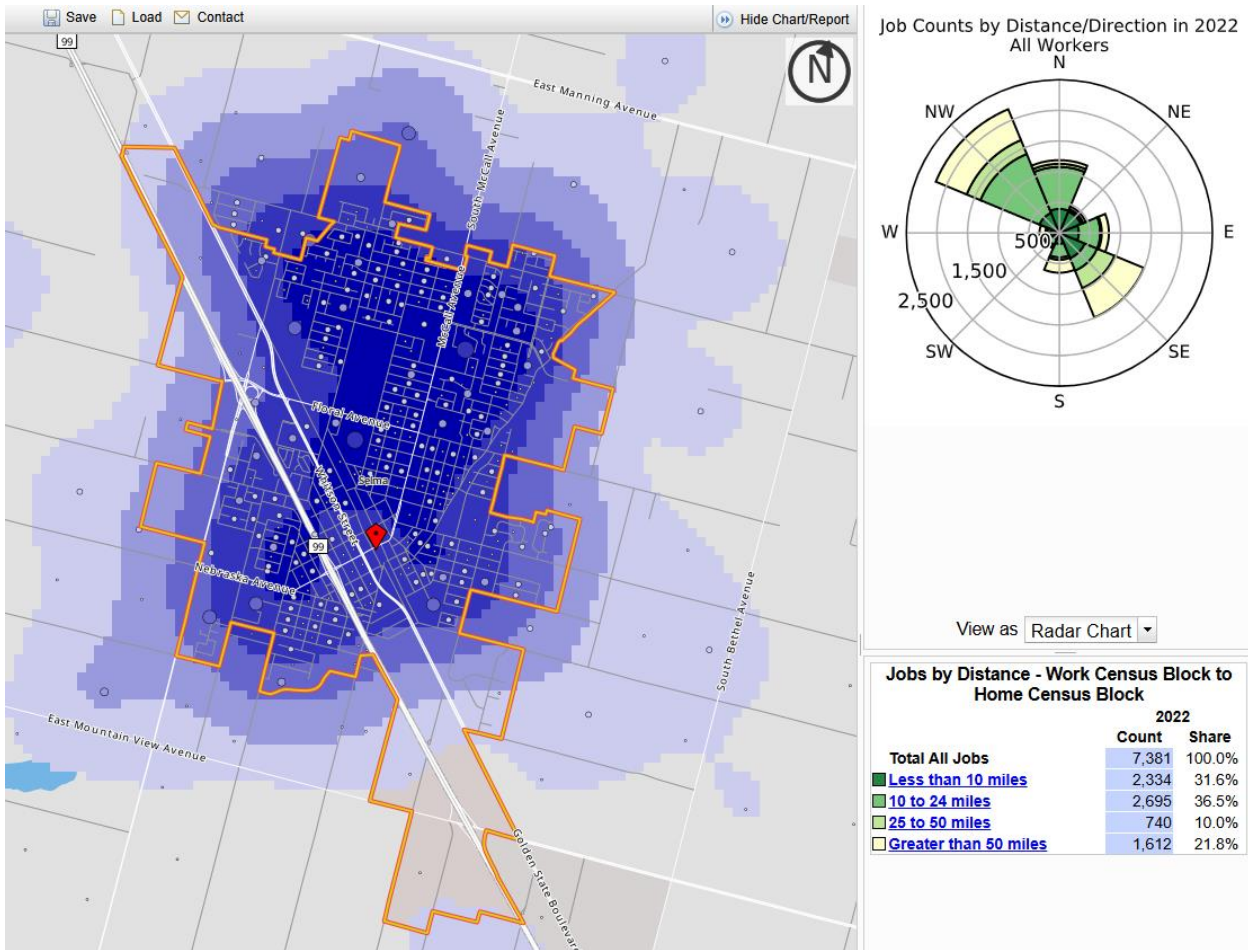 Save Load Contact
Hide Chart/Report
99
N
East Manning Avenue
South McCall Avenue
McCall Avenue
Floral Avenue
Selma
Whitson Street
99
Nebraska Avenue
South Bethel Avenue
East Mountain View Avenue
Golden State Boulevard
Job Counts by Distance/Direction in 2022
All Workers
N
NW NE
W E
500
1,500
2,500
SW SE
S
View as Radar Chart
Jobs by Distance - Work Census Block to
Home Census Block
2022
Count Share
Total All Jobs 7,381 100.0%
Less than 10 miles 2,334 31.6%
10 to 24 miles 2,695 36.5%
25 to 50 miles 740 10.0%
Greater than 50 miles 1,612 21.8%